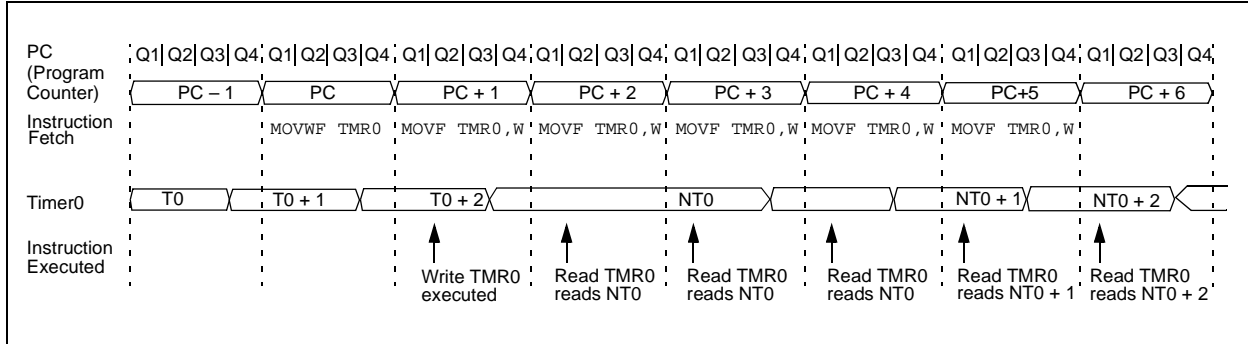 PC
(Program
Counter)
Q1 Q2 Q3 Q4 Q1 Q2 Q3 Q4 Q1 Q2 Q3 Q4 Q1 Q2 Q3 Q4 Q1 Q2 Q3 Q4 Q1 Q2 Q3 Q4 Q1 Q2 Q3 Q4 Q1 Q2 Q3 Q4
PC – 1 PC PC + 1 PC + 2 PC + 3 PC + 4 PC+5 PC + 6
Instruction
Fetch
MOVWF TMR0 MOVF TMR0,W MOVF TMR0,W MOVF TMR0,W MOVF TMR0,W MOVF TMR0,W
Timer0
T0 T0 + 1 T0 + 2 NT0 NT0 + 1 NT0 + 2
Instruction
Executed
Write TMR0
executed
Read TMR0
reads NT0
Read TMR0
reads NT0
Read TMR0
reads NT0
Read TMR0
reads NT0 + 1
Read TMR0
reads NT0 + 2